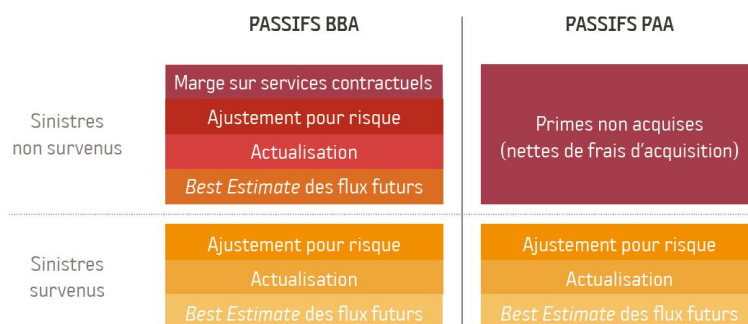 PASSIFS BBA
PASSIFS PAA
Sinistres
non survenus
Marge sur services contractuels
Ajustement pour risque
Actualisation
Best Estimate des flux futurs
Primes non acquises
(nettes de frais d'acquisition)
Sinistres
survenus
Ajustement pour risque
Actualisation
Best Estimate des flux futurs
Ajustement pour risque
Actualisation
Best Estimate des flux futurs